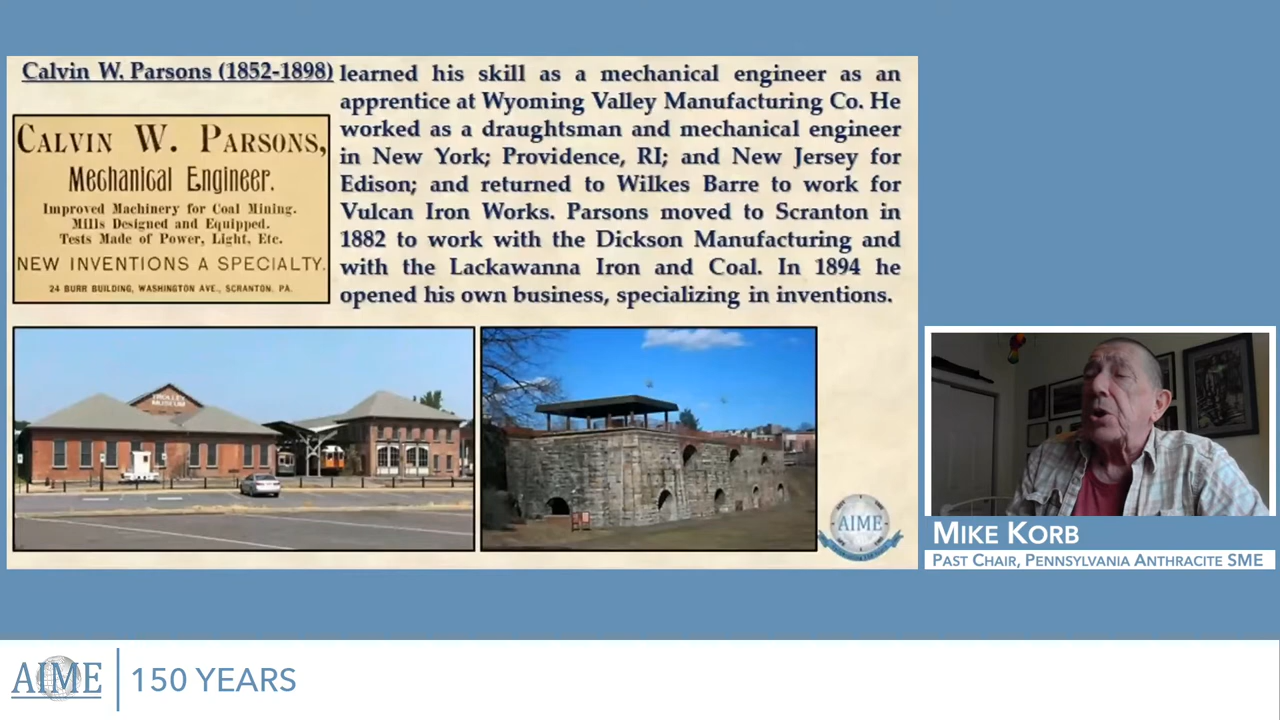 Calvin W. Parsons (1852-1898) learned his skill as a mechanical engineer as an
apprentice at Wyoming Valley Manufacturing Co. He
worked as a draughtsman and mechanical engineer
in New York; Providence, RI; and New Jersey for
Edison; and returned to Wilkes Barre to work for
Vulcan Iron Works. Parsons moved to Scranton in
1882 to work with the Dickson Manufacturing and
with the Lackawanna Iron and Coal. In 1894 he
opened his own business, specializing in inventions.
CALVIN W. PARSONS,
Mechanical Engineer.
Improved Machinery for Coal Mining.
Mills Designed and Equipped.
Tests Made of Power, Light, Etc.
NEW INVENTIONS A SPECIALTY.
24 BURR BUILDING, WASHINGTON AVE., SCRANTON, PA.
TROLLEY
MUSEUM
AIME
MIKE KORB
PAST CHAIR, PENNSYLVANIA ANTHRACITE SME
AIME
150 YEARS